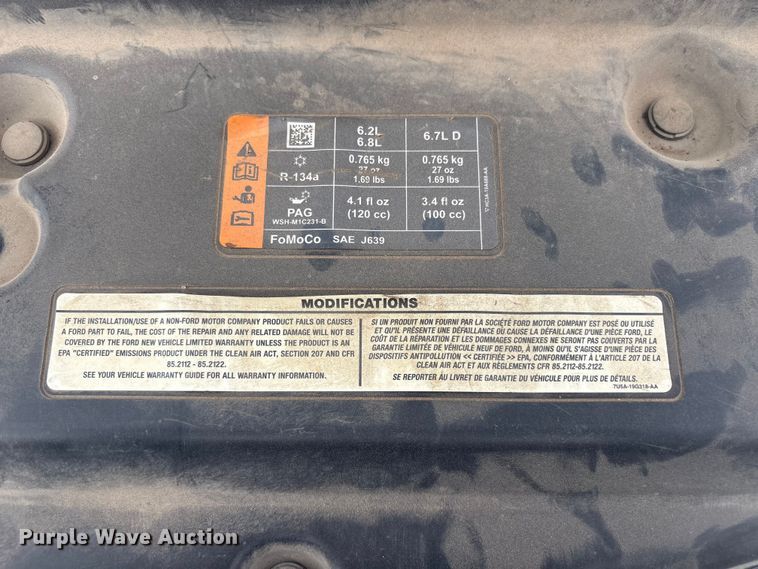 6.2L
6.8L
6.7L D
R-134a
0.765 kg
27 oz
1.69 lbs
0.765 kg
27 oz
1.69 lbs
PAG
WSH-M1C231-B
4.1 fl oz
(120 cc)
3.4 fl oz
(100 cc)
FoMoCo SAE J639
MODIFICATIONS
IF THE INSTALLATION/USE OF A NON-FORD MOTOR COMPANY PRODUCT FAILS OR CAUSES
A FORD PART TO FAIL, THE COST OF THE REPAIR AND ANY RELATED DAMAGE WILL NOT BE
COVERED BY THE FORD NEW VEHICLE LIMITED WARRANTY UNLESS THE PRODUCT IS AN
EPA "CERTIFIED" EMISSIONS PRODUCT UNDER THE CLEAN AIR ACT, SECTION 207 AND CFR
85.2112 - 85.2122.
SEE YOUR VEHICLE WARRANTY GUIDE FOR ALL WARRANTY INFORMATION.
SI UN PRODUIT NON FOURNI PAR LA SOCIÉTÉ FORD MOTOR COMPANY EST POSÉ OU UTILISÉ
ET QU'IL PRÉSENTE UNE DÉFAILLANCE OU CAUSE LA DÉFAILLANCE D'UNE PIÈCE FORD, LE
COÛT DE LA RÉPARATION ET LES DOMMAGES CONNEXES NE SERONT PAS COUVERTS PAR LA
GARANTIE LIMITÉE DE VÉHICULE NEUF DE FORD, À MOINS QU'IL S'AGISSE D'UNE PIÈCE DES
DISPOSITIFS ANTIPOLLUTION << CERTIFIÉE >> EPA, CONFORMÉMENT À L'ARTICLE 207 DE LA
CLEAN AIR ACT ET AUX RÈGLEMENTS CFR 85.2112-85.2122.
SE REPORTER AU LIVRET DE GARANTIE DU VÉHICULE POUR PLUS DE DÉTAILS.
7U5A-19G318-AA
Purple Wave Auction